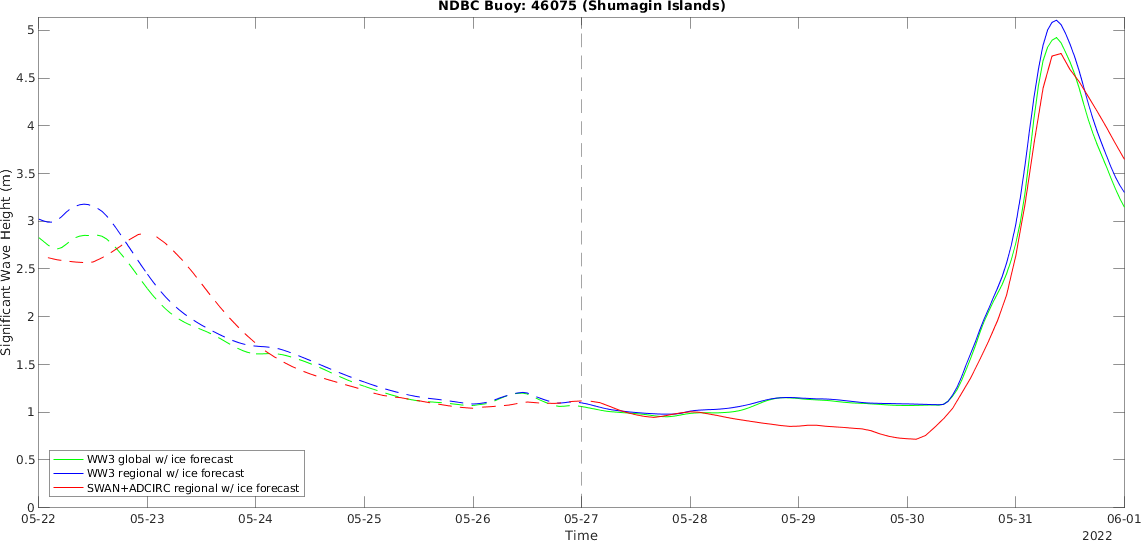 NDBC Buoy: 46075 (Shumagin Islands)
5
4.5
4
3.5
3
2.5
2
1.5
1
0.5
0
Significant Wave Height (m)
WW3 global w/ ice forecast
WW3 regional w/ ice forecast
SWAN+ADCIRC regional w/ ice forecast
05-22 05-23 05-24 05-25 05-26 05-27 05-28 05-29 05-30 05-31 06-01
Time
2022